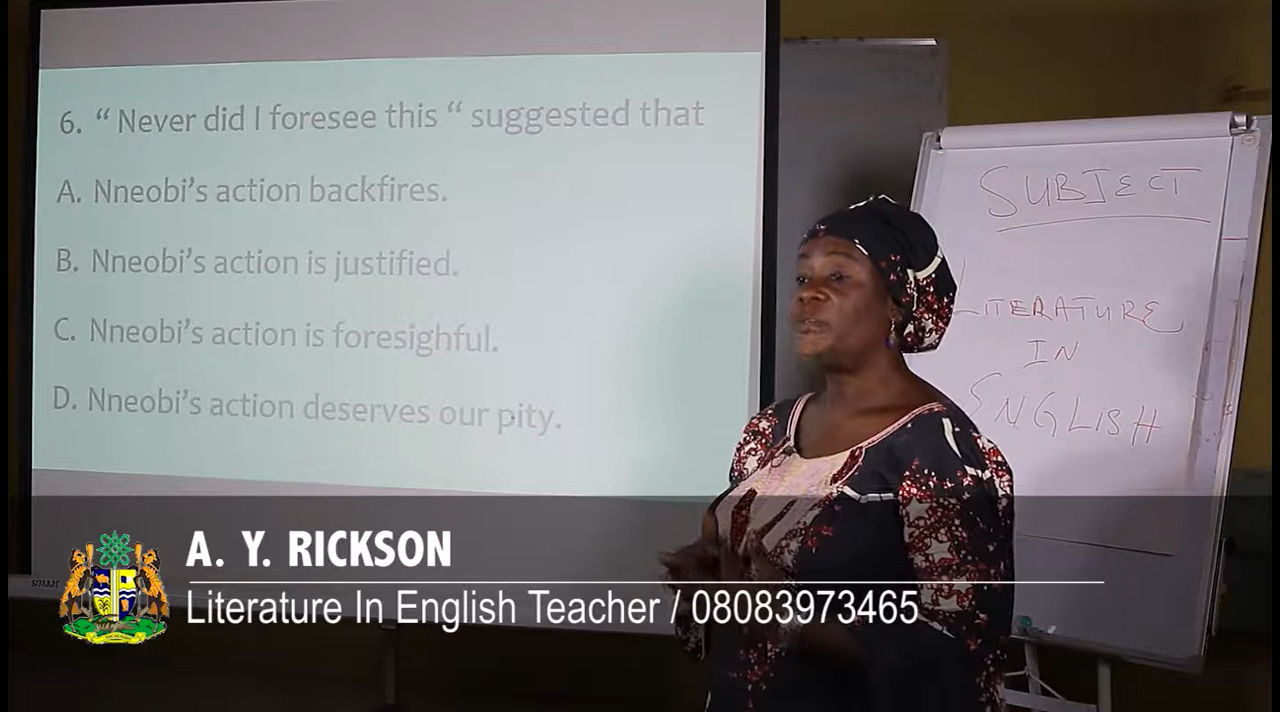 6. “ Never did I foresee this “ suggested that
A. Nneobi’s action backfires.
B. Nneobi’s action is justified.
C. Nneobi’s action is foresighful.
D. Nneobi’s action deserves our pity.
SUBJECT
LITERATURE
IN
ENGLISH
A. Y. RICKSON
Literature In English Teacher / 08083973465
smaat